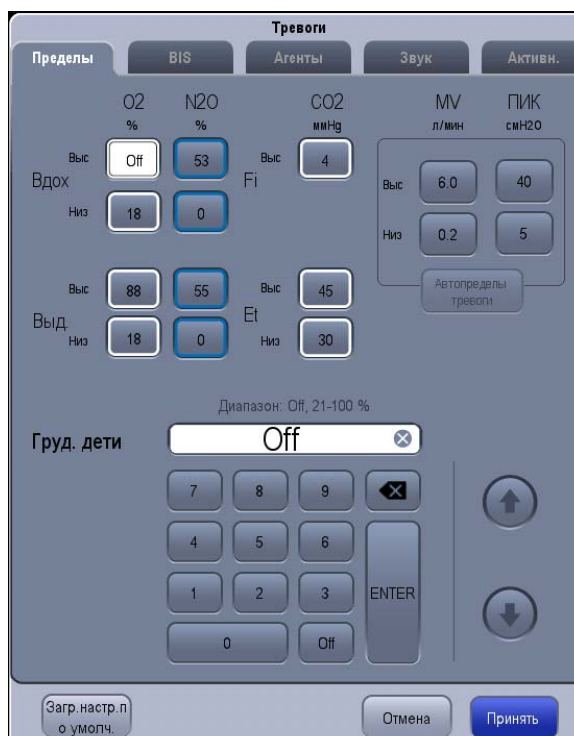 Тревоги
Пределы BIS Агенты Звук Активн.
O2 N2O CO2 MV ПИК
% % ммHg л/мин смH2O
Выс Off 53 Выс 4
Вдох Fi
Выс 6.0 40
Низ 18 0
Низ 0.2 5
Выс 88 55 Выс 45
Автопределы
тревоги
Выд. Et
Низ 18 0 Низ 30
Диапазон: Off, 21-100 %
Груд. дети Off
7 8 9
4 5 6
1 2 3 ENTER
0 Off
Загр.настр.п
о умолч.
Отмена Принять